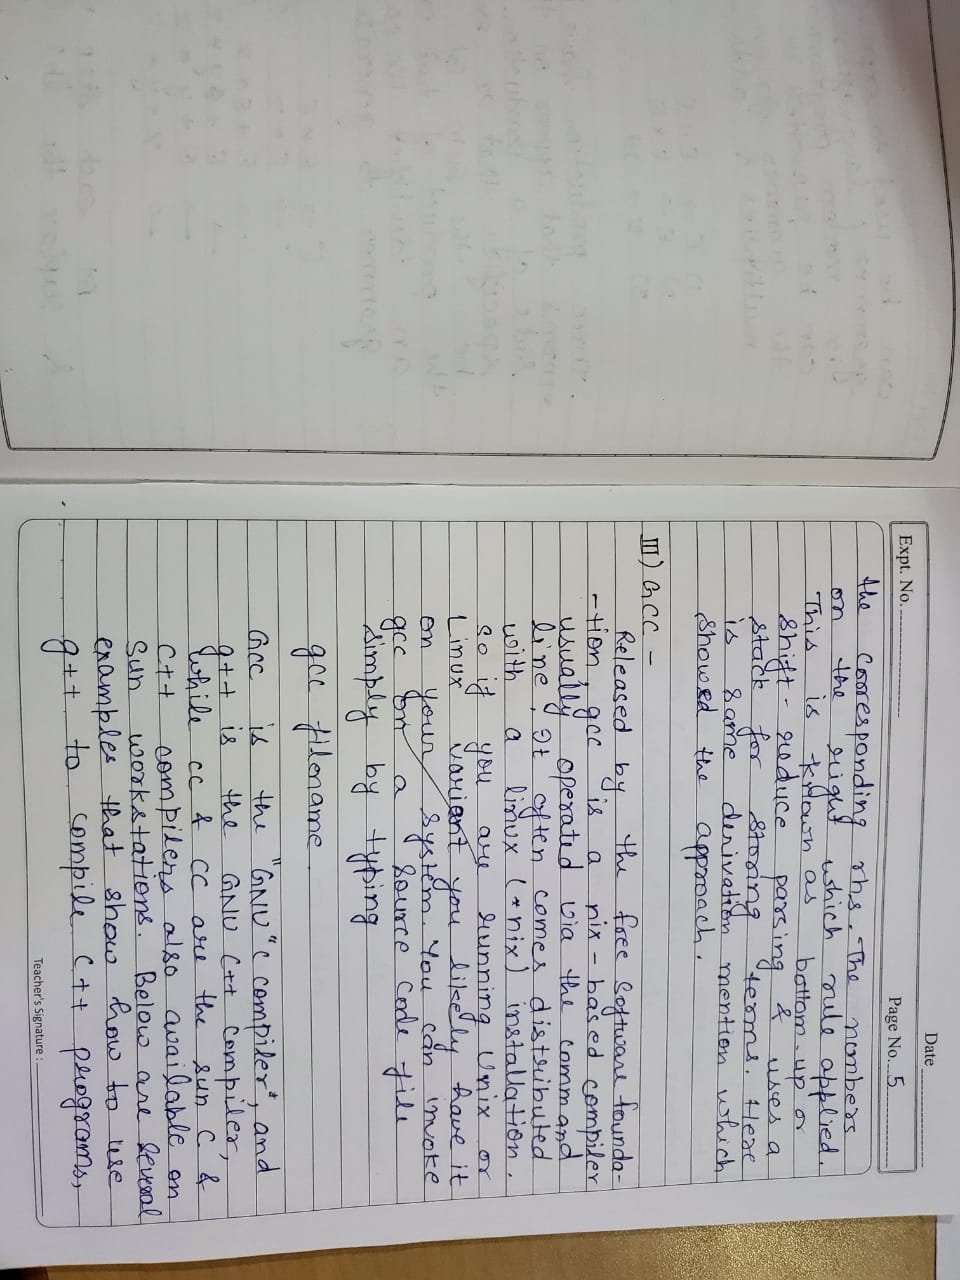 Date
Expt. No.
Page No. 5
the corresponding rhs. The numbers
on the right which rule applied.
This is known as bottom-up or
shift-reduce parsing & uses a
stack for storing terms. Here
is same derivation mention which
showed the approach.
III) GCC -
Released by the free Software founda-
-tion, gcc is a nix-based compiler
usually operated via the command
line. It often comes distributed
with a linux (*nix) installation.
So if you are running Unix or
Linux variant you likely have it
on your system. You can invoke
gcc on a source code file
simply by typing
gcc filename
Gcc is the "GNU" c compiler", and
g++ is the GNU C++ compiler,
while cc & CC are the sun C &
C++ compilers also available on
Sun workstations. Below are several
examples that show how to use
g++ to compile C++ programs,
Teacher's Signature :